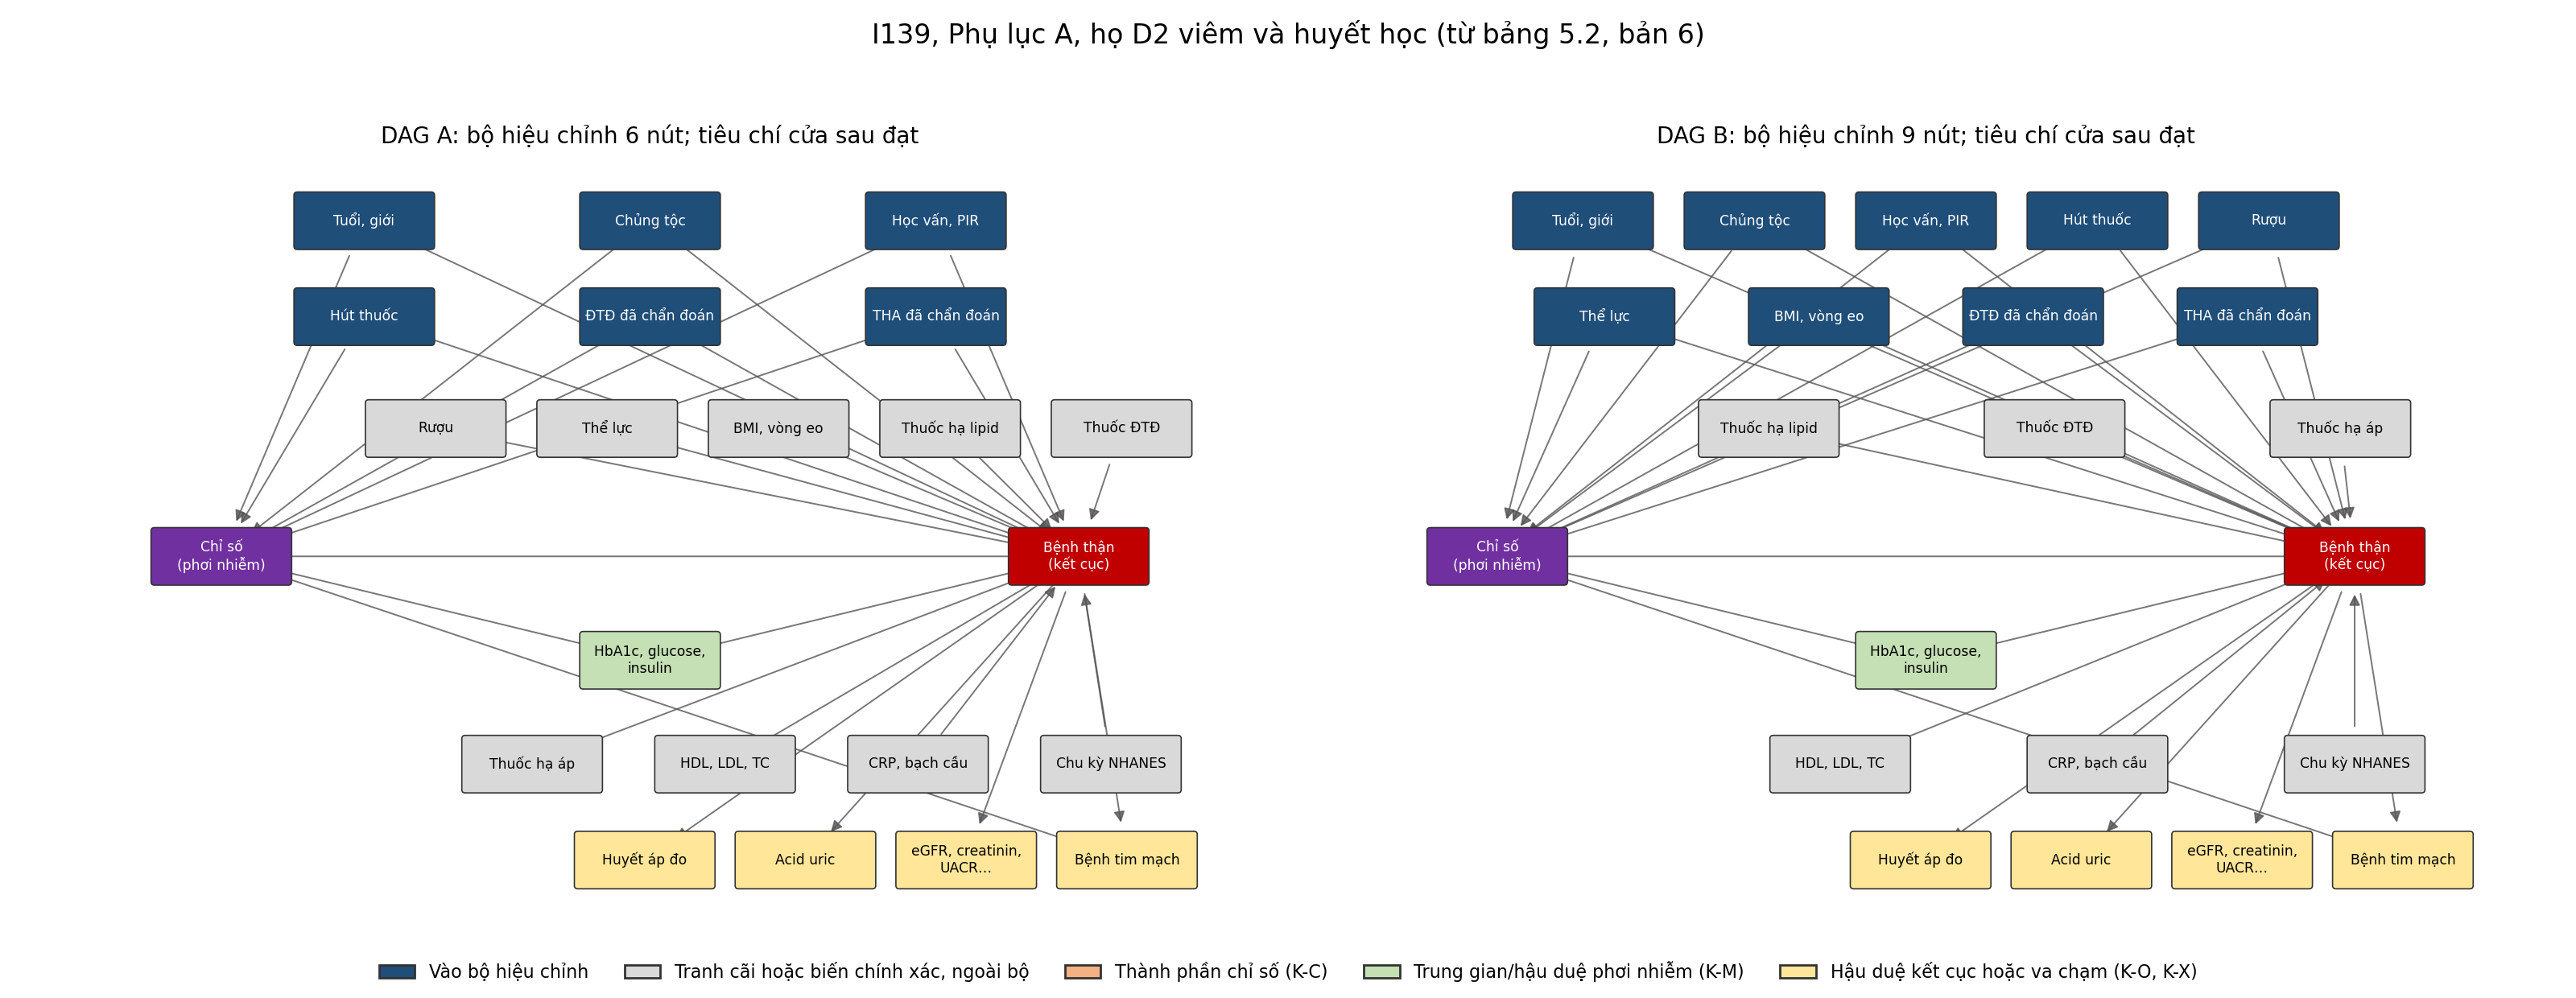 I139, Phụ lục A, họ D2 viêm và huyết học (từ bảng 5.2, bản 6)
DAG A: bộ hiệu chỉnh 6 nút; tiêu chí cửa sau đạt
Tuổi, giới
Chủng tộc
Học vấn, PIR
Hút thuốc
ĐTĐ đã chẩn đoán
THA đã chẩn đoán
Rượu
Thể lực
BMI, vòng eo
Thuốc hạ lipid
Thuốc ĐTĐ
Chỉ số
(phơi nhiễm)
Bệnh thận
(kết cục)
HbA1c, glucose,
insulin
Thuốc hạ áp
HDL, LDL, TC
CRP, bạch cầu
Chu kỳ NHANES
Huyết áp đo
Acid uric
eGFR, creatinin,
UACR...
Bệnh tim mạch
DAG B: bộ hiệu chỉnh 9 nút; tiêu chí cửa sau đạt
Tuổi, giới
Chủng tộc
Học vấn, PIR
Hút thuốc
Rượu
Thể lực
BMI, vòng eo
ĐTĐ đã chẩn đoán
THA đã chẩn đoán
Thuốc hạ lipid
Thuốc ĐTĐ
Thuốc hạ áp
Chỉ số
(phơi nhiễm)
Bệnh thận
(kết cục)
HbA1c, glucose,
insulin
HDL, LDL, TC
CRP, bạch cầu
Chu kỳ NHANES
Huyết áp đo
Acid uric
eGFR, creatinin,
UACR...
Bệnh tim mạch
Vào bộ hiệu chỉnh
Tranh cãi hoặc biến chính xác, ngoài bộ
Thành phần chỉ số (K-C)
Trung gian/hậu duệ phơi nhiễm (K-M)
Hậu duệ kết cục hoặc va chạm (K-O, K-X)